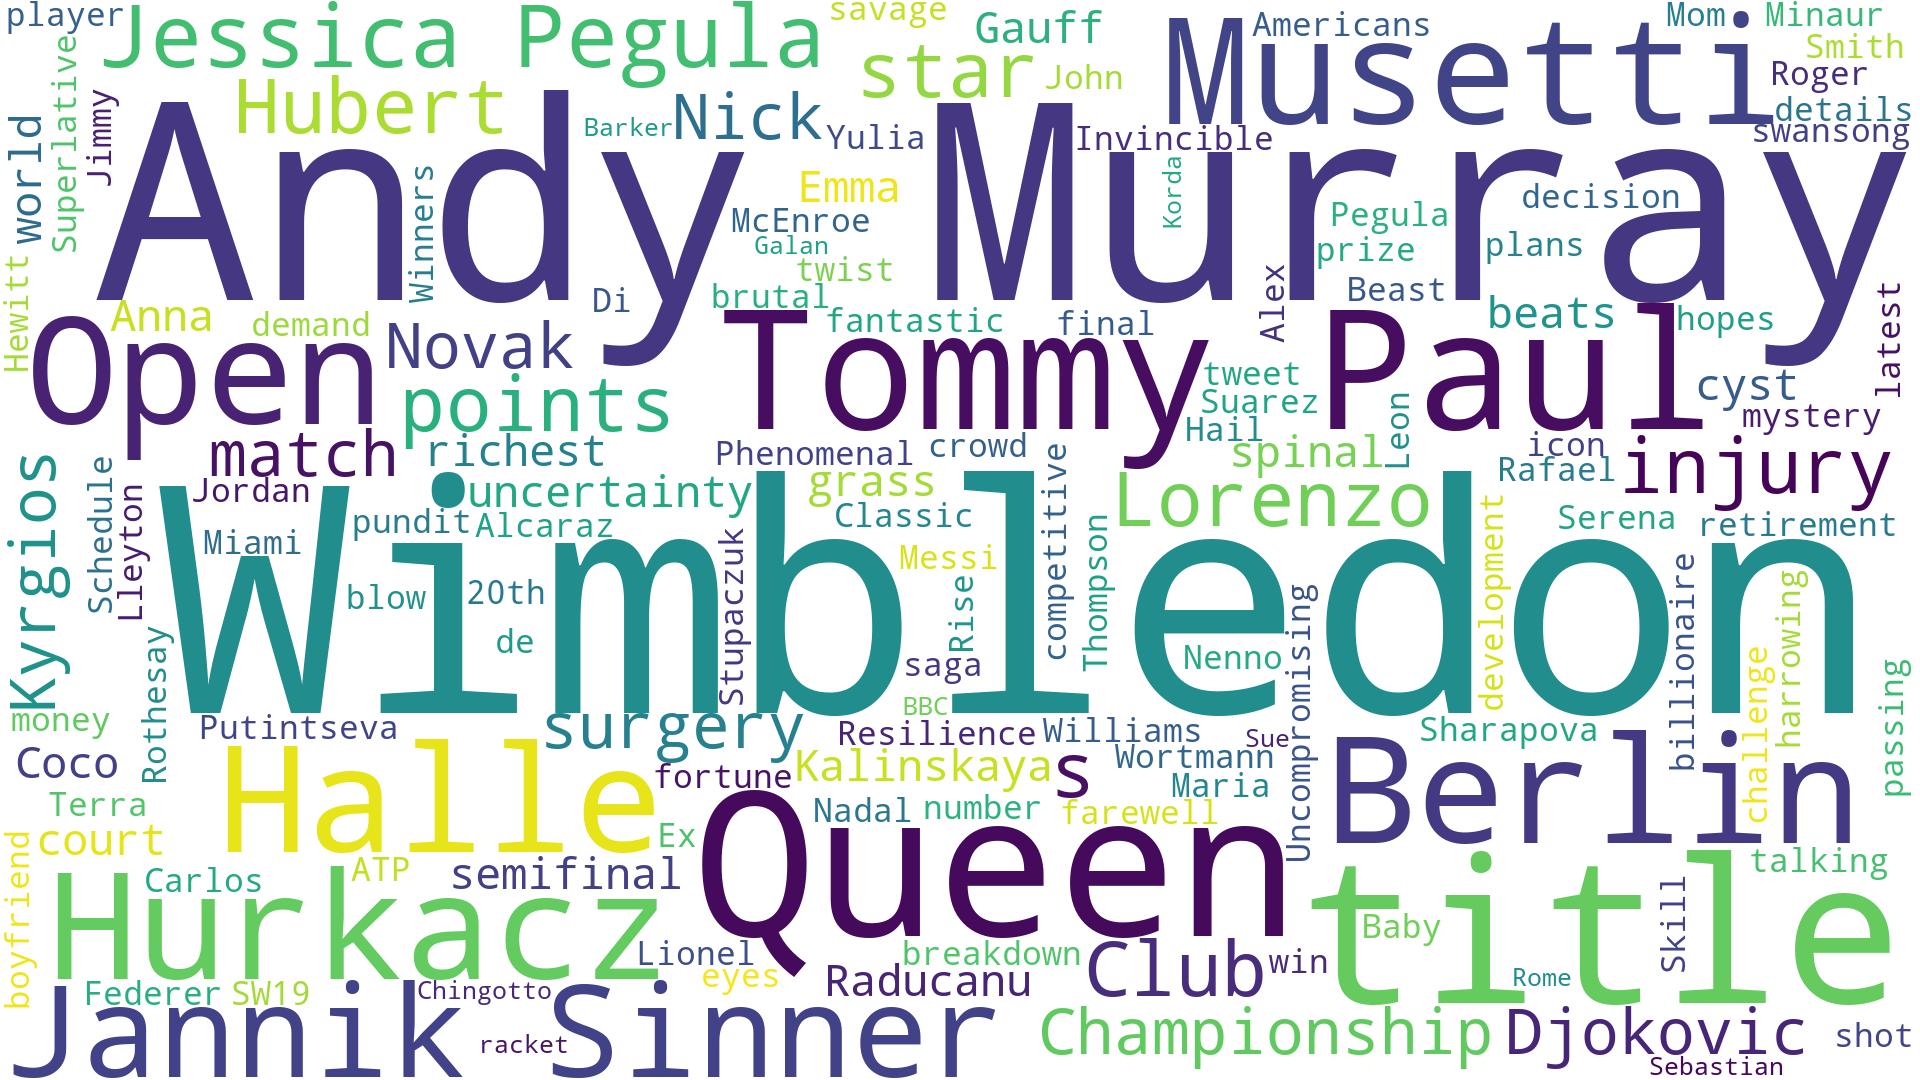 player
Jessica Pegula
savage
Gauff
Americans
Musetti
Mom
Minaur
Smith
star
John
Roger
details
swansong
Superlative
Jimmy
Hubert
Barker
Nick
Yulia
Invincible
world
Andy Murray
Winners
Emma
McEnroe
Galan
twist
Korda
decision
Pegula
prize
plans
Beast
Di
brutal
Alex
Hewitt
Anna
demand
Novak
fantastic
final
beats
hopes
latest
Open
Tommy Paul
points
tweet
Suarez
Hail
Leon
cyst
mystery
match
richest
Phenomenal
crowd
spinal
icon
Rafael
injury
Kyrgios
Schedule
Lleyton
Jordan
uncertainty
grass
Lorenzo
Miami
pundit
Alcaraz
Classic
competitive
Thompson
development
Serena
retirement
Wimbledon
Messi
blow
20th
de
Stupaczuk
Rise
Nenno
Uncompromising
billionaire
harrowing
challenge
passing
Rothesay
saga
money
Putintseva
surgery
BBC
Resilience
Williams
Sue
Sharapova
Coco
Halle
fortune
Kalinskaya
s
Wortmann
Maria
Berlin
Terra
court
Nadal
number
farewell
Ex
Queen
boyfriend
Carlos
ATP
semifinal
title
talking
Skill
Hurkacz
Baby
Lionel
eyes
breakdown
Raducanu
Club
win
Rome
Federer
SW19
Chingotto
Jannik Sinner
racket
Championship
Djokovic
shot
Sebastian